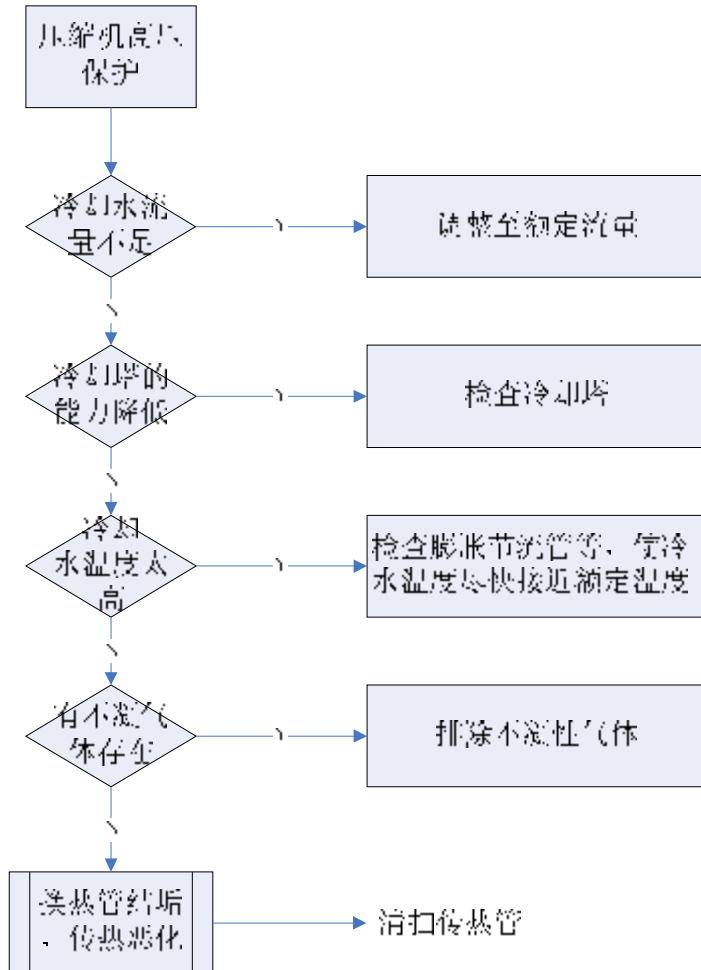 压缩机高压
保护
冷却水流
量不足
调整至额定流量
冷却塔的
能力降低
检查冷却塔
冷却
水温度太
高
检查膨胀节流管等，使冷
水温度尽快接近额定温度
有不凝气
体存在
排除不凝性气体
换热管结垢
、传热恶化
清扫传热管